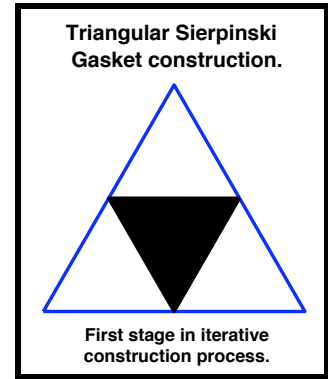 Triangular Sierpinski
Gasket construction.
First stage in iterative
construction process.